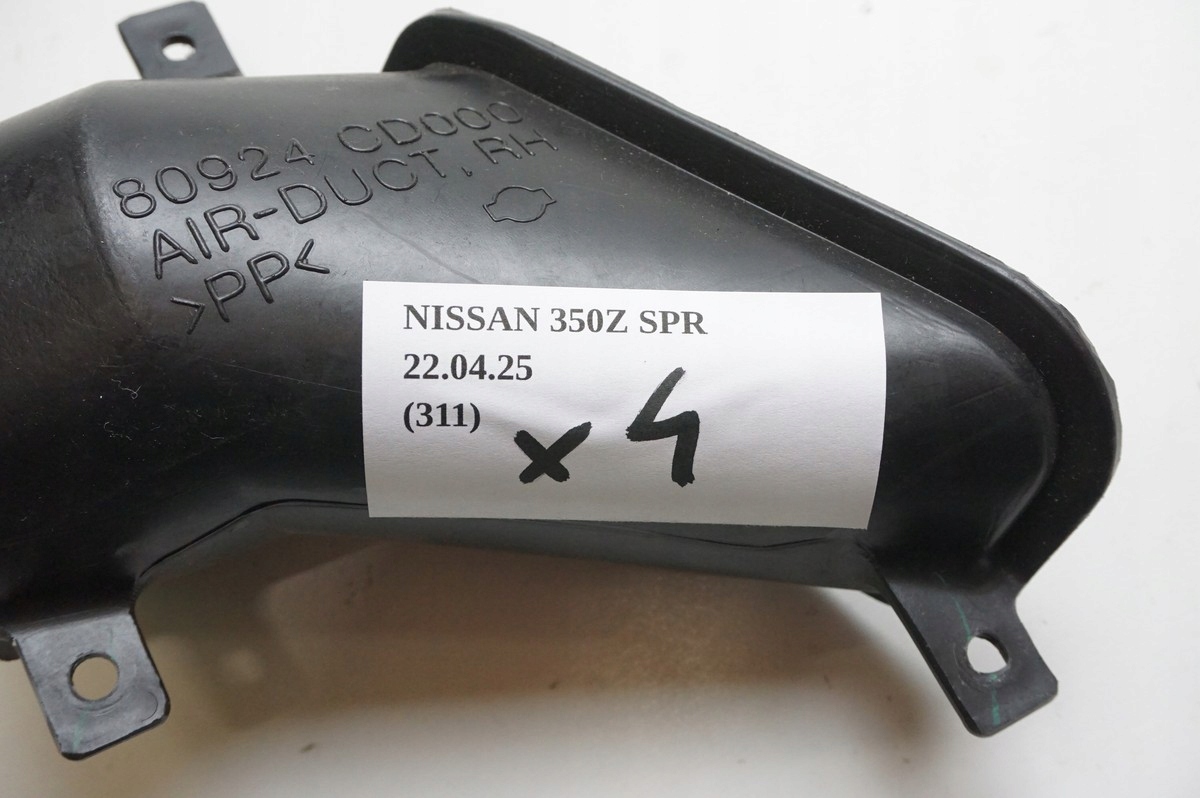 80924 CD000
AIR-DUCT, RH
>PP<
NISSAN 350Z SPR
22.04.25
(311)
x 4